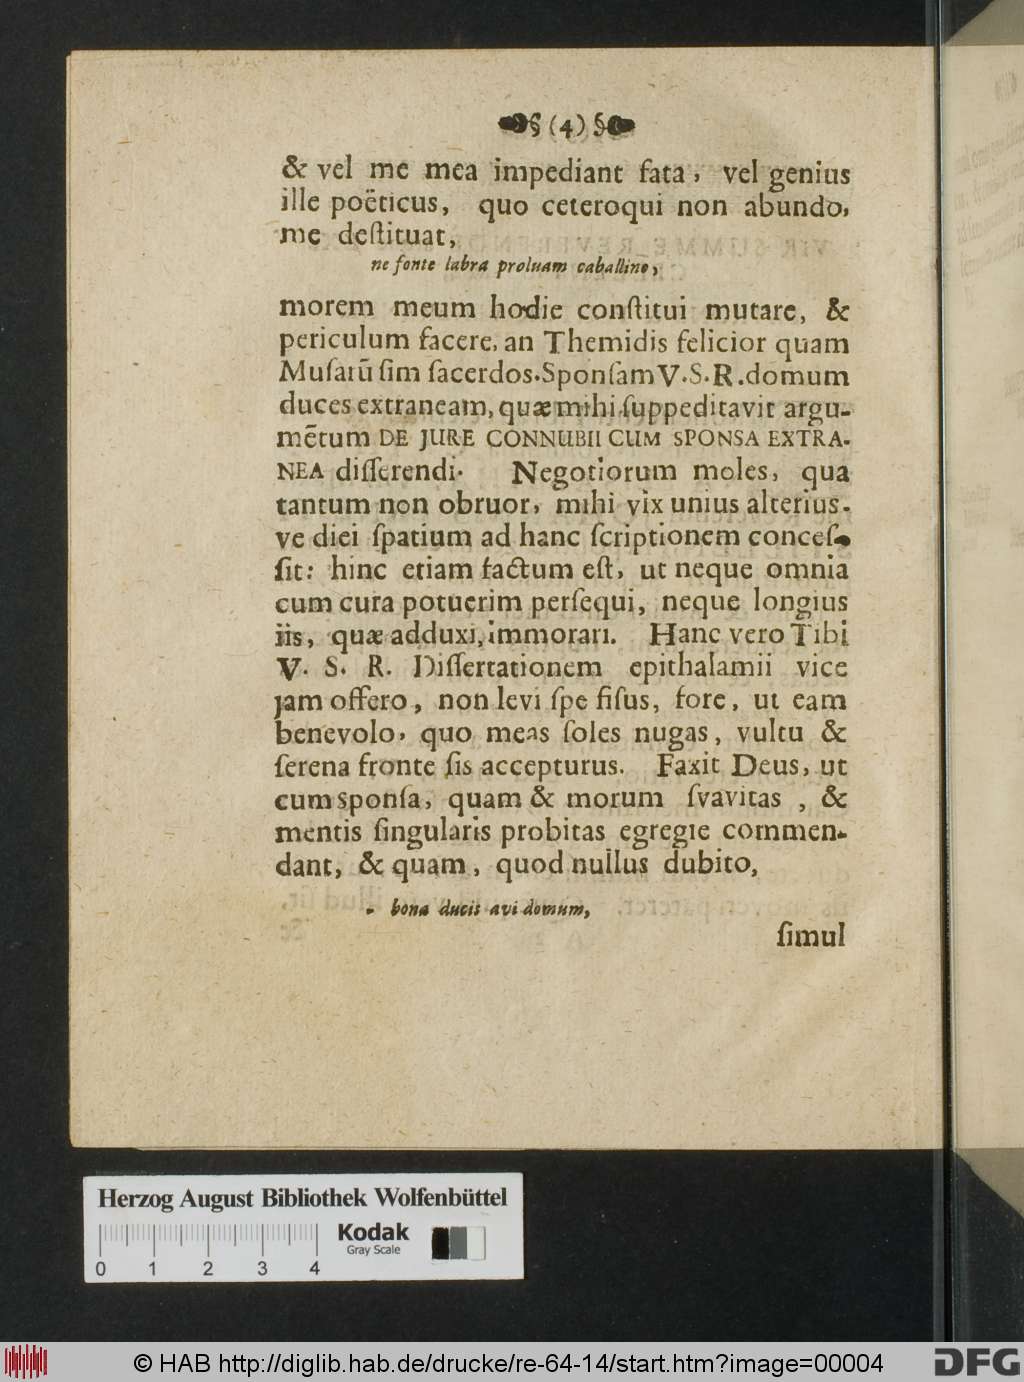 § (4) §
& vel me mea impediant fata, vel genius
ille poëticus, quo ceteroqui non abundo,
me deſtituat,
ne fonte labra proluam caballino,
morem meum hodie conſtitui mutare, &
periculum facere, an Themidis felicior quam
Muſarū ſim ſacerdos. Sponſam V. S. R. domum
duces extraneam, quæ mihi ſuppeditavit argu-
mētum DE JURE CONNUBII CUM SPONSA EXTRA-
NEA diſſerendi. Negotiorum moles, qua
tantum non obruor, mihi vix unius alterius-
ve diei ſpatium ad hanc ſcriptionem conceſ-
ſit: hinc etiam factum eſt, ut neque omnia
cum cura potuerim perſequi, neque longius
iis, quæ adduxi, immorari. Hanc vero Tibi
V. S. R. Diſſertationem epithalamii vice
jam offero, non levi ſpe fiſus, fore, ut eam
benevolo, quo meas ſoles nugas, vultu &
ſerena fronte ſis accepturus. Faxit Deus, ut
cum sponſa, quam & morum ſvavitas, &
mentis ſingularis probitas egregie commen-
dant, & quam, quod nullus dubito,
- bona ducis avi domum,
ſimul
Herzog August Bibliothek Wolfenbüttel
Kodak
Gray Scale
0 1 2 3 4
© HAB http://diglib.hab.de/drucke/re-64-14/start.htm?image=00004
DFG